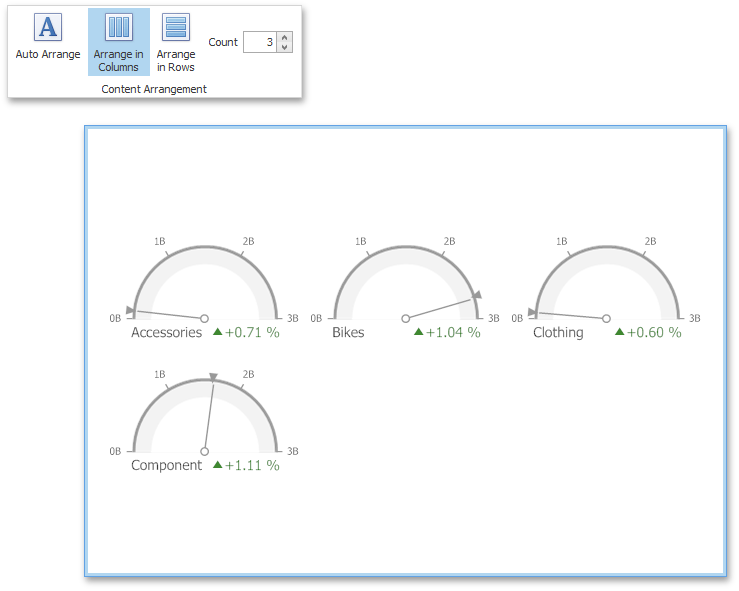 A
Auto Arrange
Arrange in
Columns
Arrange
in Rows
Count 3
Content Arrangement
1B 2B
0B 3B
Accessories +0.71 %
1B 2B
0B 3B
Bikes +1.04 %
1B 2B
0B 3B
Clothing +0.60 %
1B 2B
0B 3B
Component +1.11 %